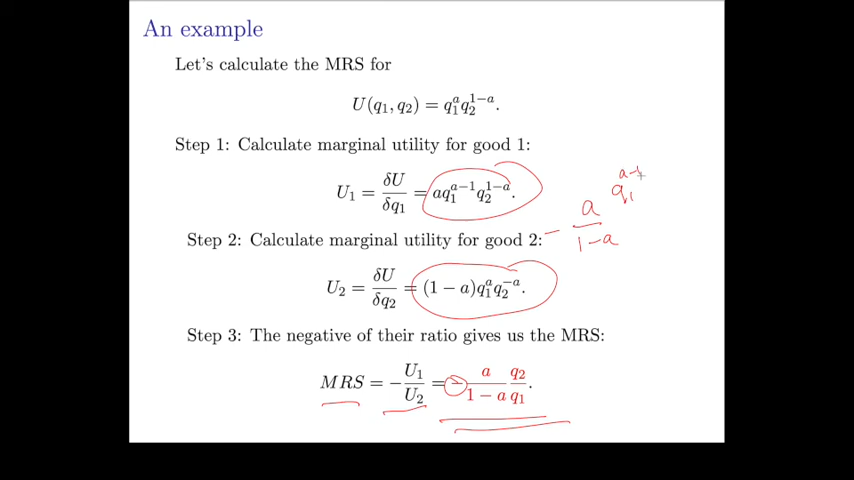 An example
Let's calculate the MRS for
U(q₁, q₂) = q₁ᵃq₂¹⁻ᵃ.
Step 1: Calculate marginal utility for good 1:
U₁ = δU/δq₁ = aq₁ᵃ⁻¹q₂¹⁻ᵃ.
Step 2: Calculate marginal utility for good 2:
U₂ = δU/δq₂ = (1 − a)q₁ᵃq₂⁻ᵃ.
− a/1−a q₁ᵃ⁻
Step 3: The negative of their ratio gives us the MRS:
MRS = −U₁/U₂ = − a/1 − a q₂/q₁.